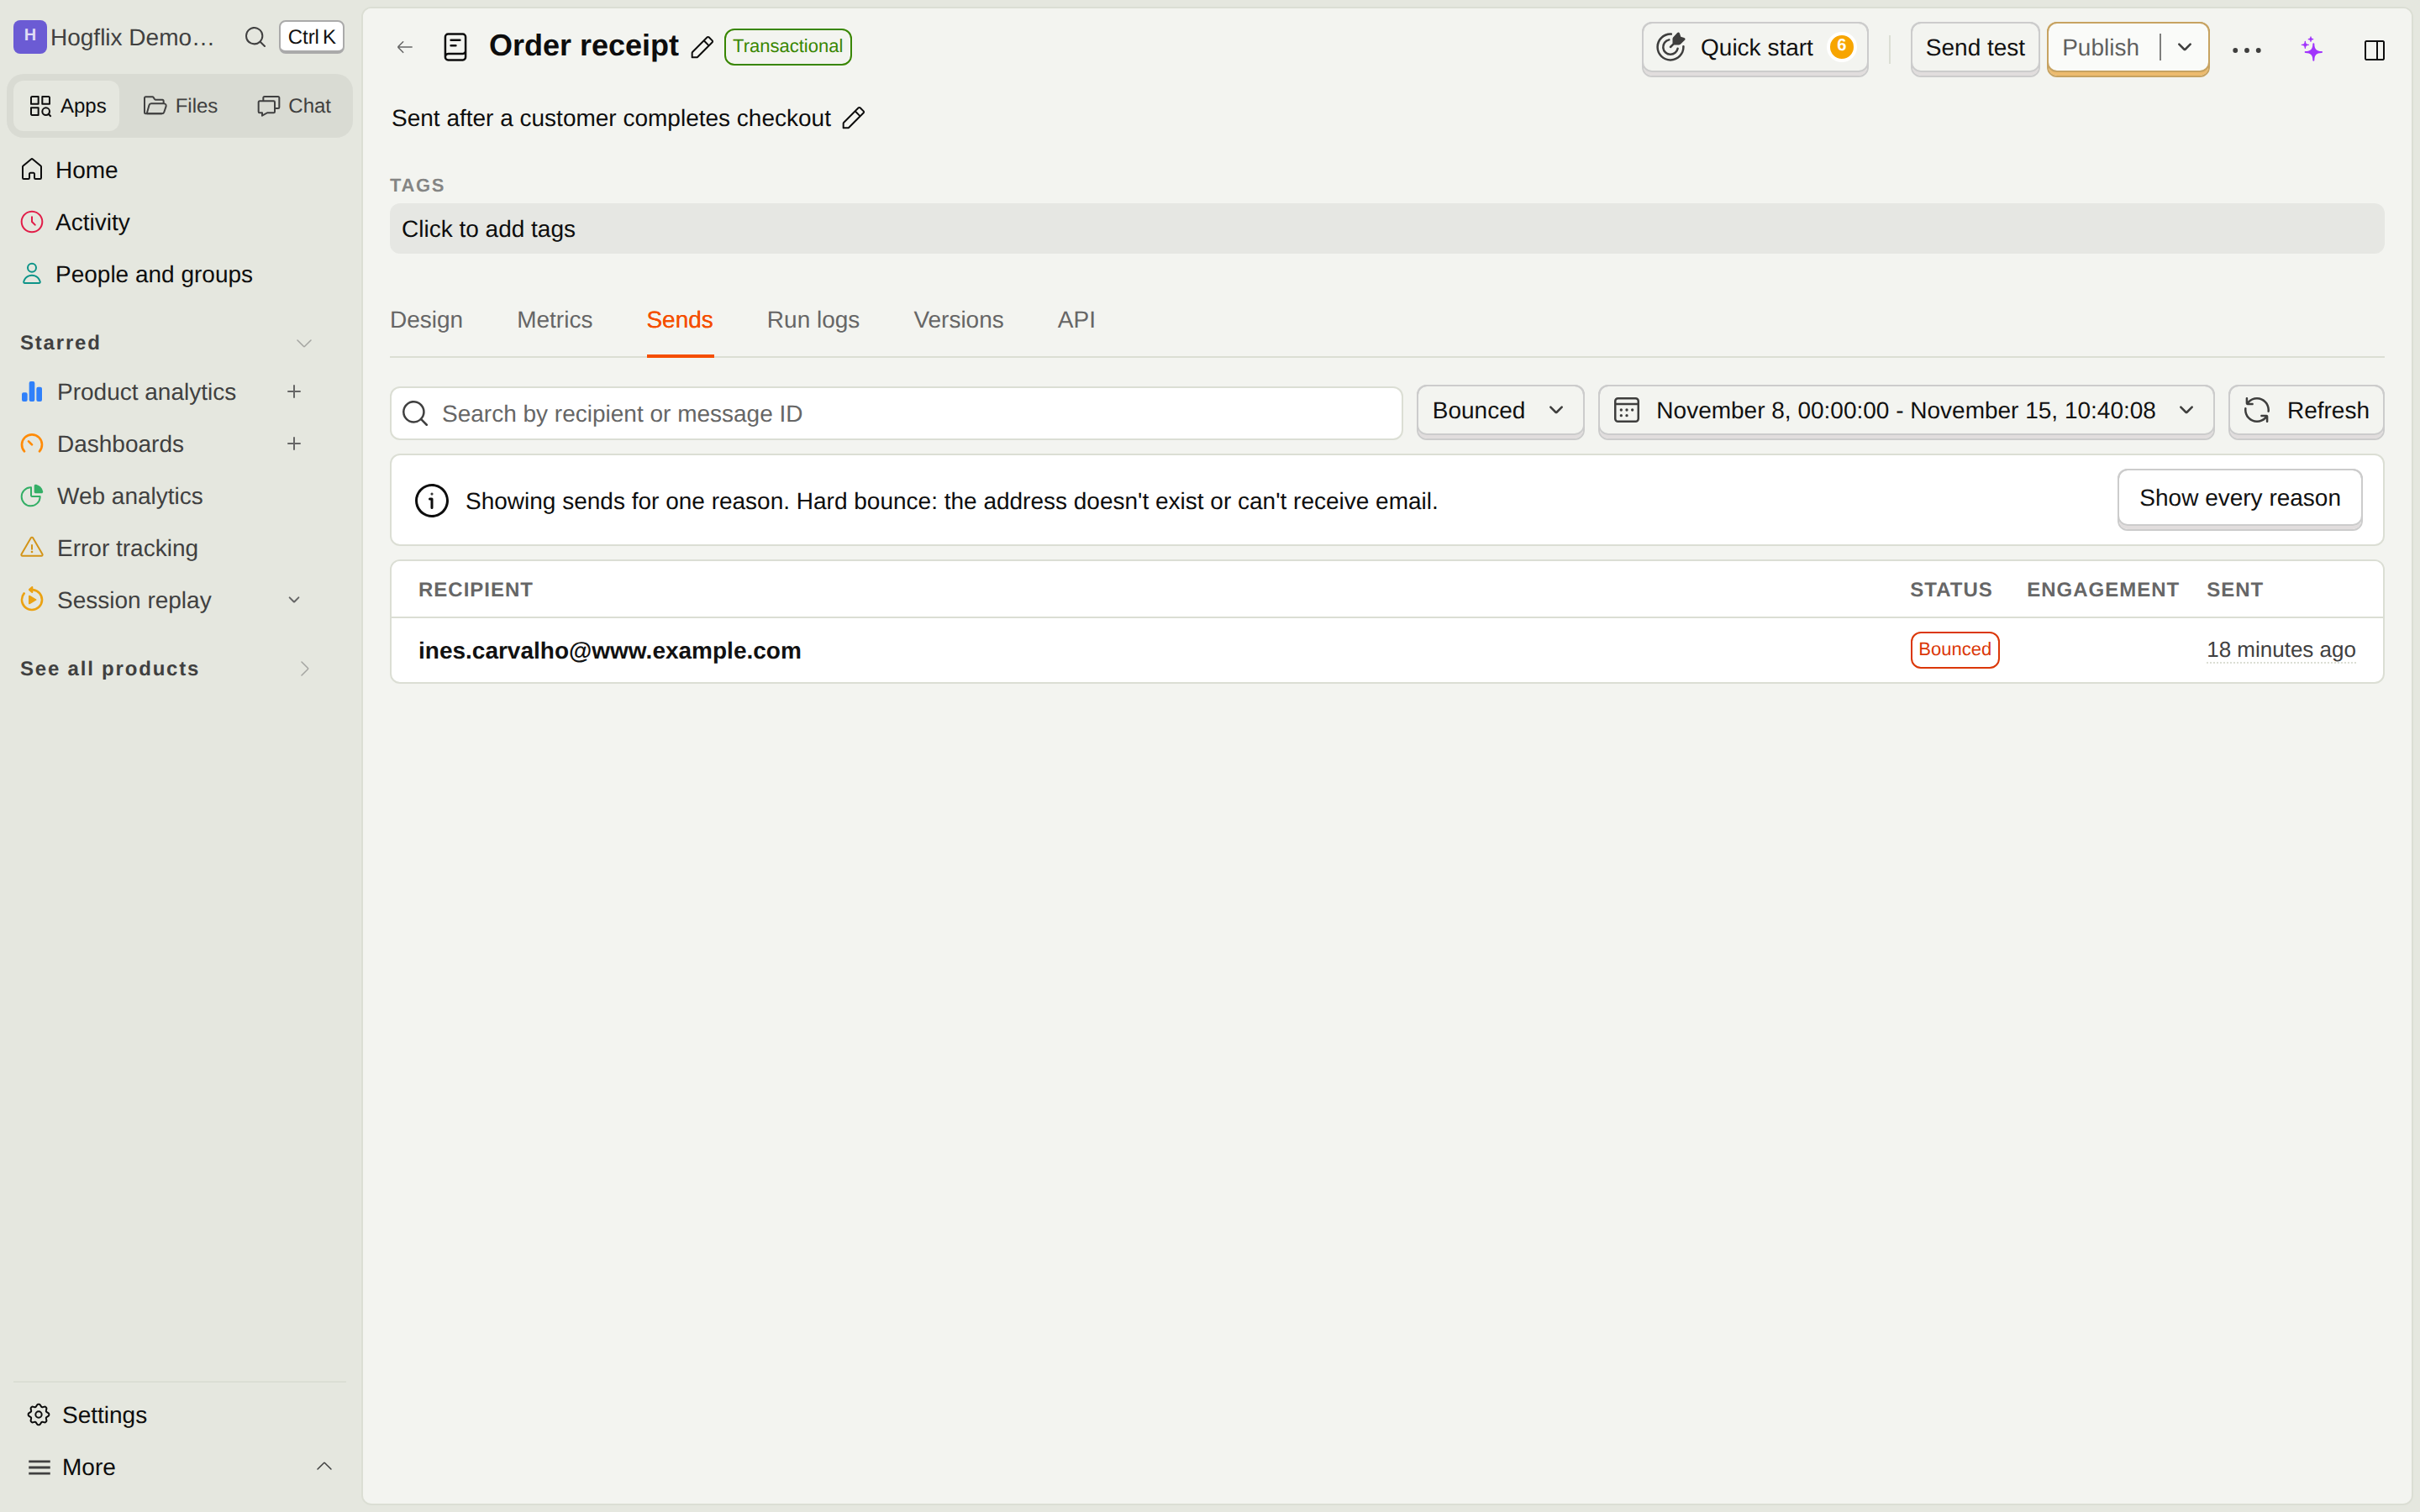 H Hogflix Demo… Ctrl K
Apps Files Chat
Home
Activity
People and groups
Starred
Product analytics
Dashboards
Web analytics
Error tracking
Session replay
See all products
Settings
More
Order receipt Transactional
Quick start 6 Send test Publish
Sent after a customer completes checkout
TAGS
Click to add tags
Design Metrics Sends Run logs Versions API
Search by recipient or message ID Bounced November 8, 00:00:00 - November 15, 10:40:08 Refresh
Showing sends for one reason. Hard bounce: the address doesn't exist or can't receive email. Show every reason
RECIPIENT STATUS ENGAGEMENT SENT
ines.carvalho@www.example.com Bounced 18 minutes ago